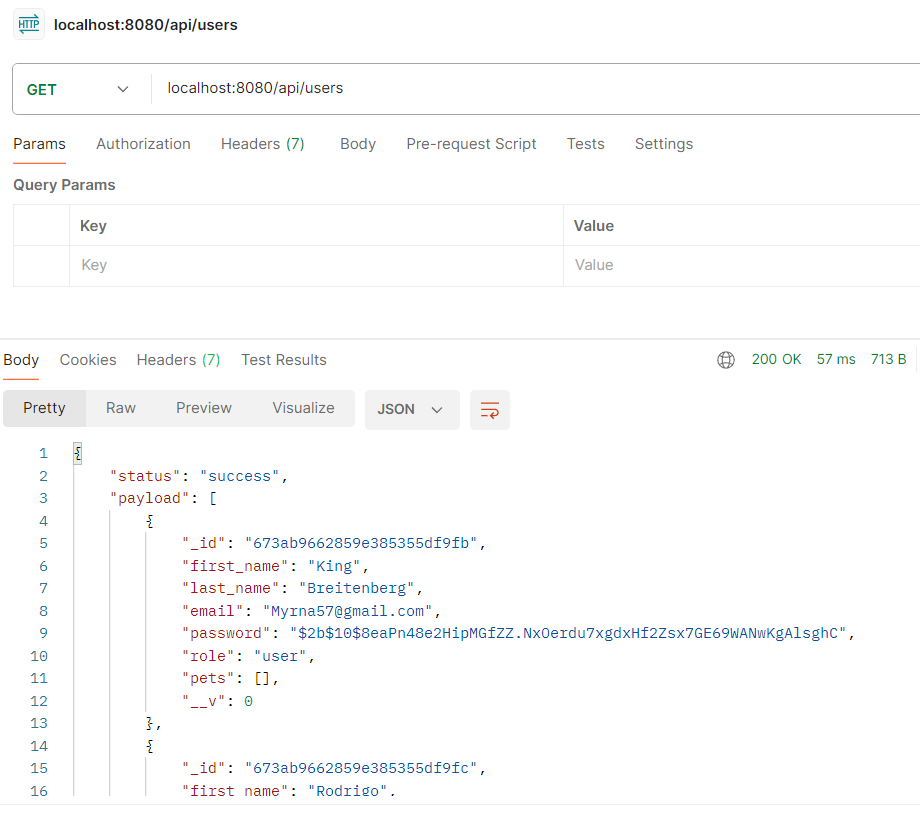 HTTP localhost:8080/api/users
GET localhost:8080/api/users
Params Authorization Headers (7) Body Pre-request Script Tests Settings
Query Params
Key Value
Key Value
Body Cookies Headers (7) Test Results 200 OK 57 ms 713 B
Pretty Raw Preview Visualize JSON
1 {
2 "status": "success",
3 "payload": [
4 {
5 "_id": "673ab9662859e385355df9fb",
6 "first_name": "King",
7 "last_name": "Breitenberg",
8 "email": "Myrna57@gmail.com",
9 "password": "$2b$10$8eaPn48e2HipMGfZZ.NxOerdu7xgdxHf2Zsx7GE69WANwKgAlsghC",
10 "role": "user",
11 "pets": [],
12 "__v": 0
13 },
14 {
15 "_id": "673ab9662859e385355df9fc",
16 "first_name": "Rodrigo",